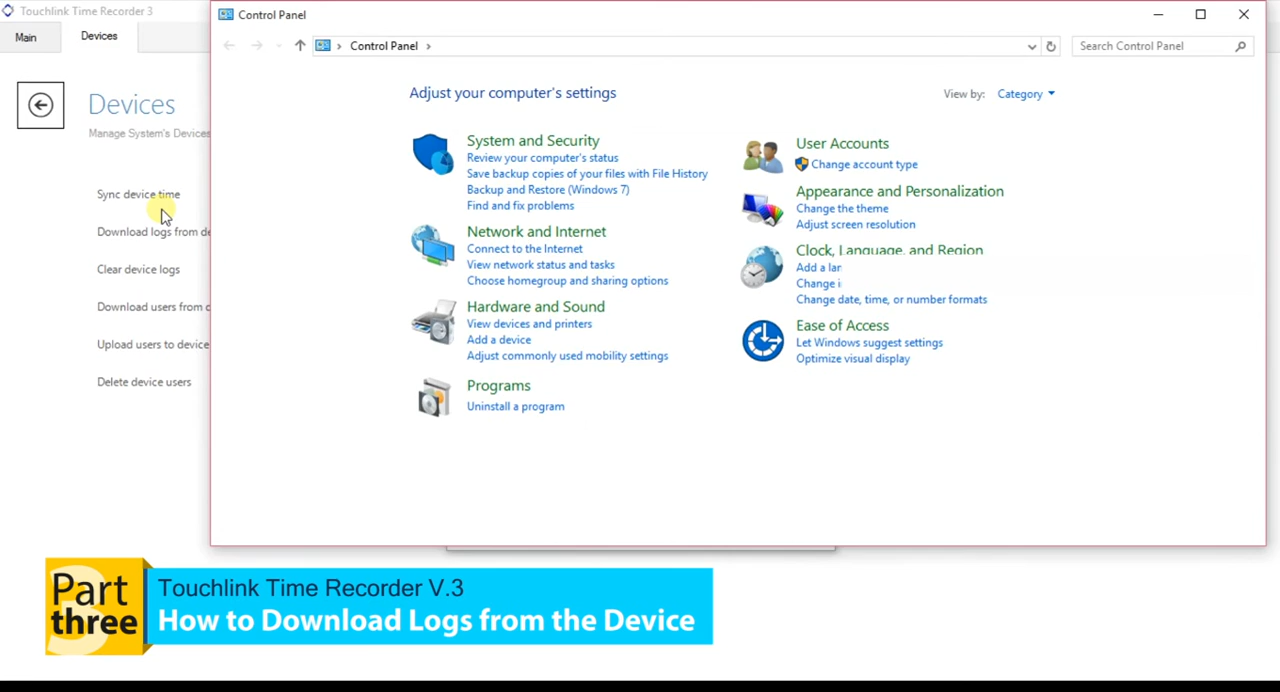 Touchlink Time Recorder 3
Main
Devices
Devices
Manage System's Devices
Sync device time
Download logs from de
Clear device logs
Download users from
Upload users to device
Delete device users
Control Panel
Control Panel
Search Control Panel
Adjust your computer's settings
View by: Category
System and Security
Review your computer's status
Save backup copies of your files with File History
Backup and Restore (Windows 7)
Find and fix problems
Network and Internet
Connect to the Internet
View network status and tasks
Choose homegroup and sharing options
Hardware and Sound
View devices and printers
Add a device
Adjust commonly used mobility settings
Programs
Uninstall a program
User Accounts
Change account type
Appearance and Personalization
Change the theme
Adjust screen resolution
Clock, Language, and Region
Add a lan
Change i
Change date, time, or number formats
Ease of Access
Let Windows suggest settings
Optimize visual display
3
Part
three
Touchlink Time Recorder V.3
How to Download Logs from the Device